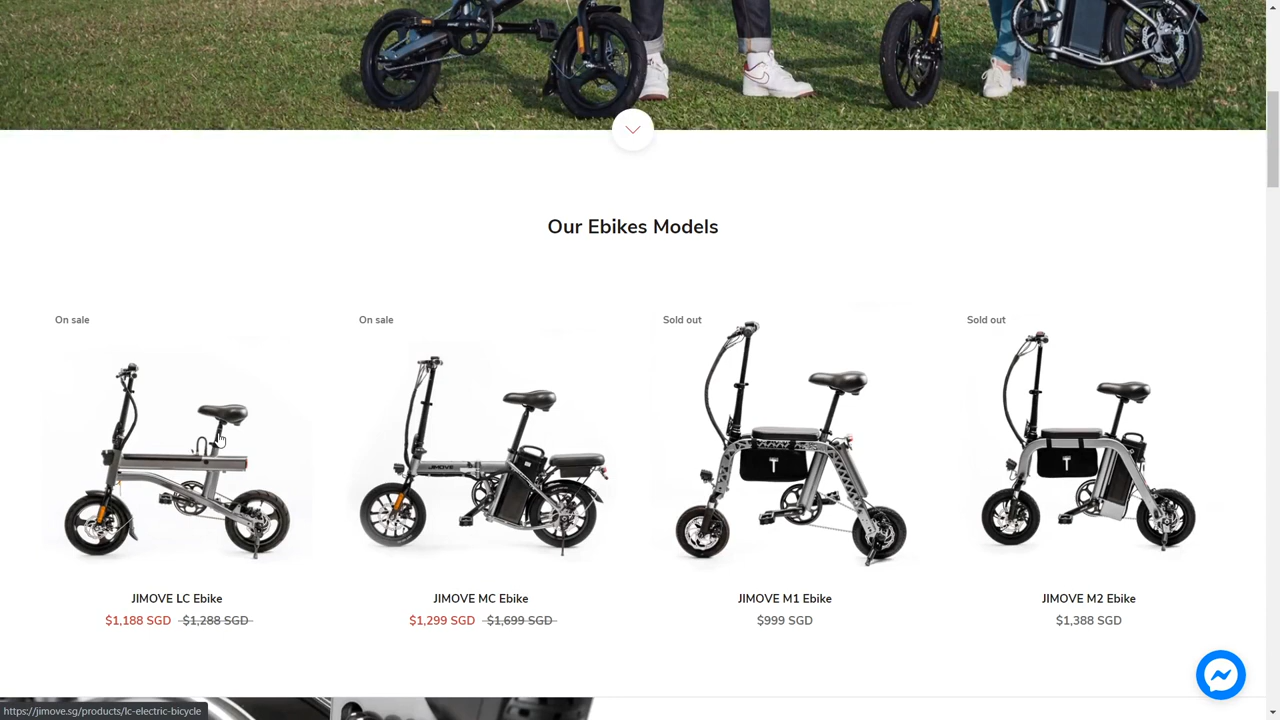 Our Ebikes Models
On sale
On sale
Sold out
Sold out
JIMOVE
JIMOVE LC Ebike
JIMOVE MC Ebike
JIMOVE M1 Ebike
JIMOVE M2 Ebike
$1,188 SGD $1,288 SGD
$1,299 SGD $1,699 SGD
$999 SGD
$1,388 SGD
https://jimove.sg/products/lc-electric-bicycle